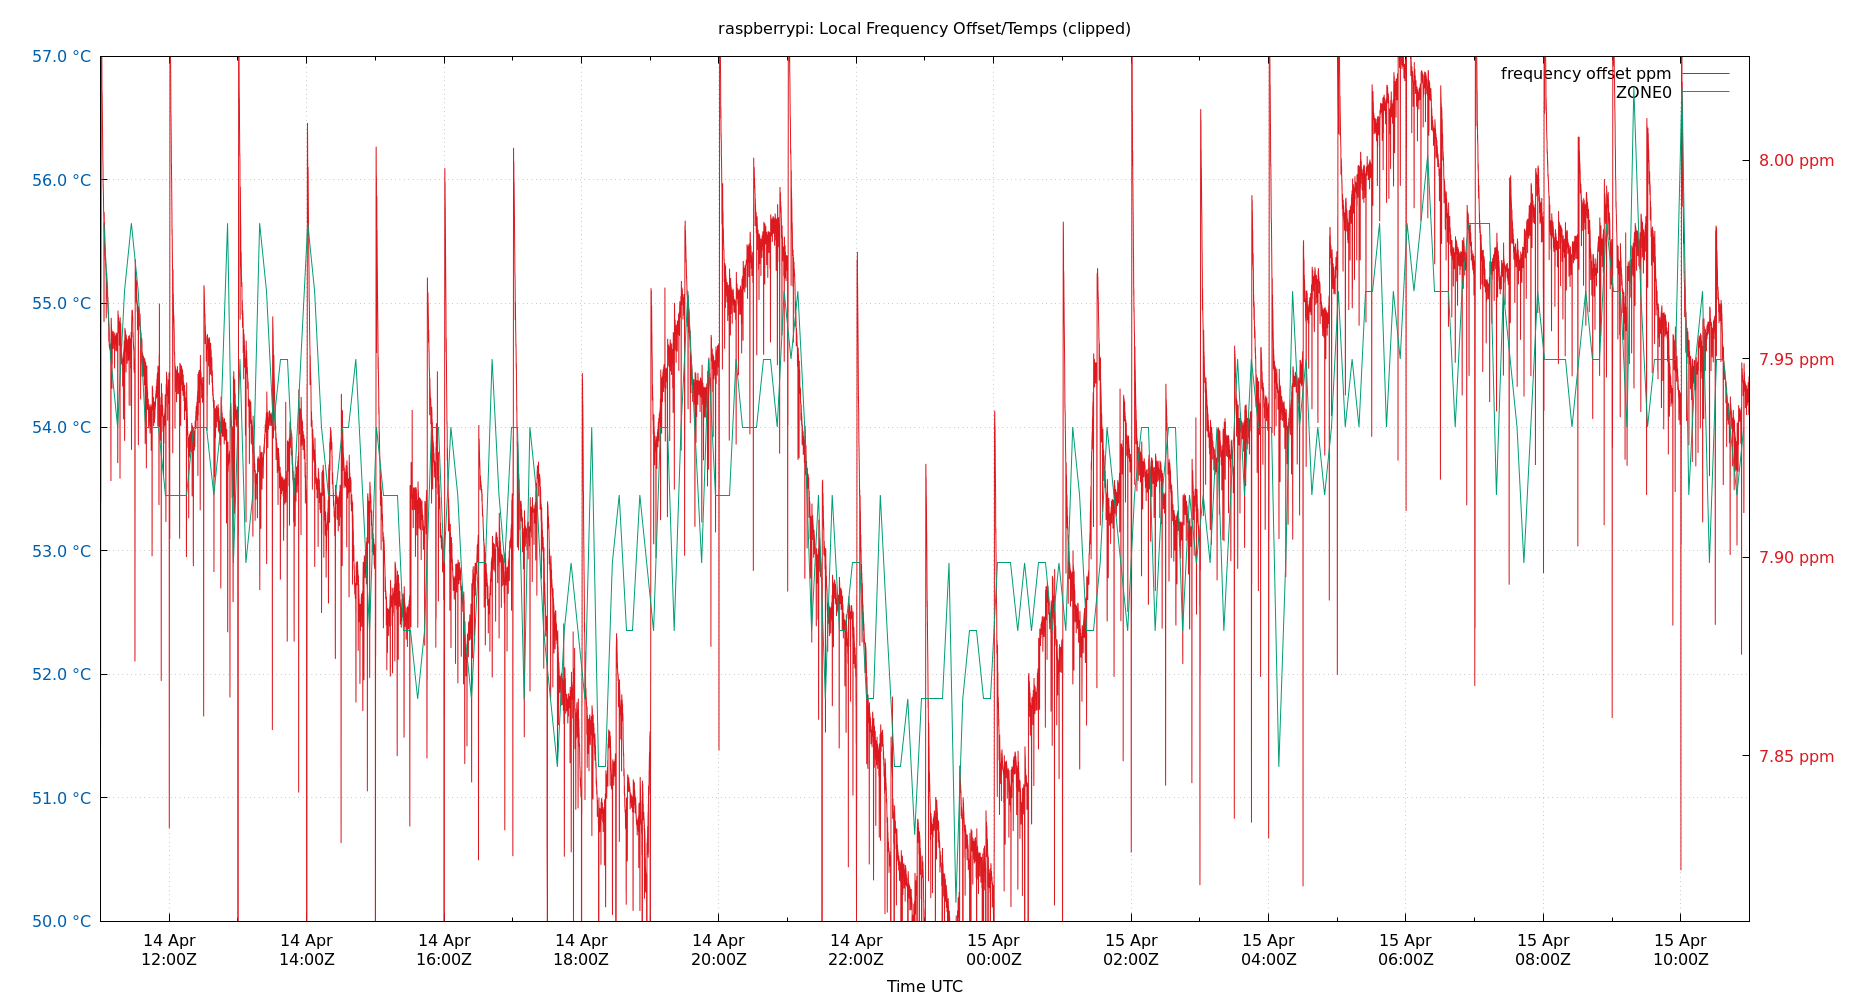 raspberrypi: Local Frequency Offset/Temps (clipped)
57.0 °C
56.0 °C
55.0 °C
54.0 °C
53.0 °C
52.0 °C
51.0 °C
50.0 °C
frequency offset ppm
ZONE0
8.00 ppm
7.95 ppm
7.90 ppm
7.85 ppm
14 Apr 14 Apr 14 Apr 14 Apr 14 Apr 14 Apr 15 Apr 15 Apr 15 Apr 15 Apr 15 Apr 15 Apr
12:00Z 14:00Z 16:00Z 18:00Z 20:00Z 22:00Z 00:00Z 02:00Z 04:00Z 06:00Z 08:00Z 10:00Z
Time UTC